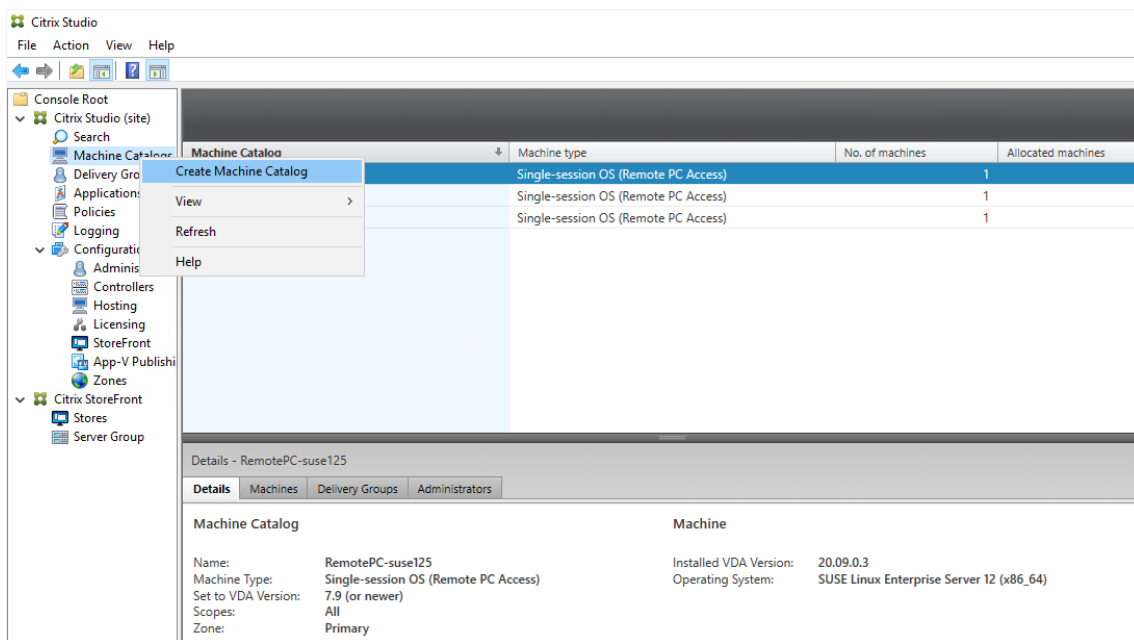 Citrix Studio
File Action View Help
Console Root
Citrix Studio (site)
Search
Machine Catalogs
Delivery Gro
Applications
Policies
Logging
Configuratio
Adminis
Controllers
Hosting
Licensing
StoreFront
App-V Publishi
Zones
Citrix StoreFront
Stores
Server Group
Create Machine Catalog
View
Refresh
Help
Machine Catalog Machine type No. of machines Allocated machines
Single-session OS (Remote PC Access) 1
Single-session OS (Remote PC Access) 1
Single-session OS (Remote PC Access) 1
Details - RemotePC-suse125
Details Machines Delivery Groups Administrators
Machine Catalog Machine
Name: RemotePC-suse125 Installed VDA Version: 20.09.0.3
Machine Type: Single-session OS (Remote PC Access) Operating System: SUSE Linux Enterprise Server 12 (x86_64)
Set to VDA Version: 7.9 (or newer)
Scopes: All
Zone: Primary